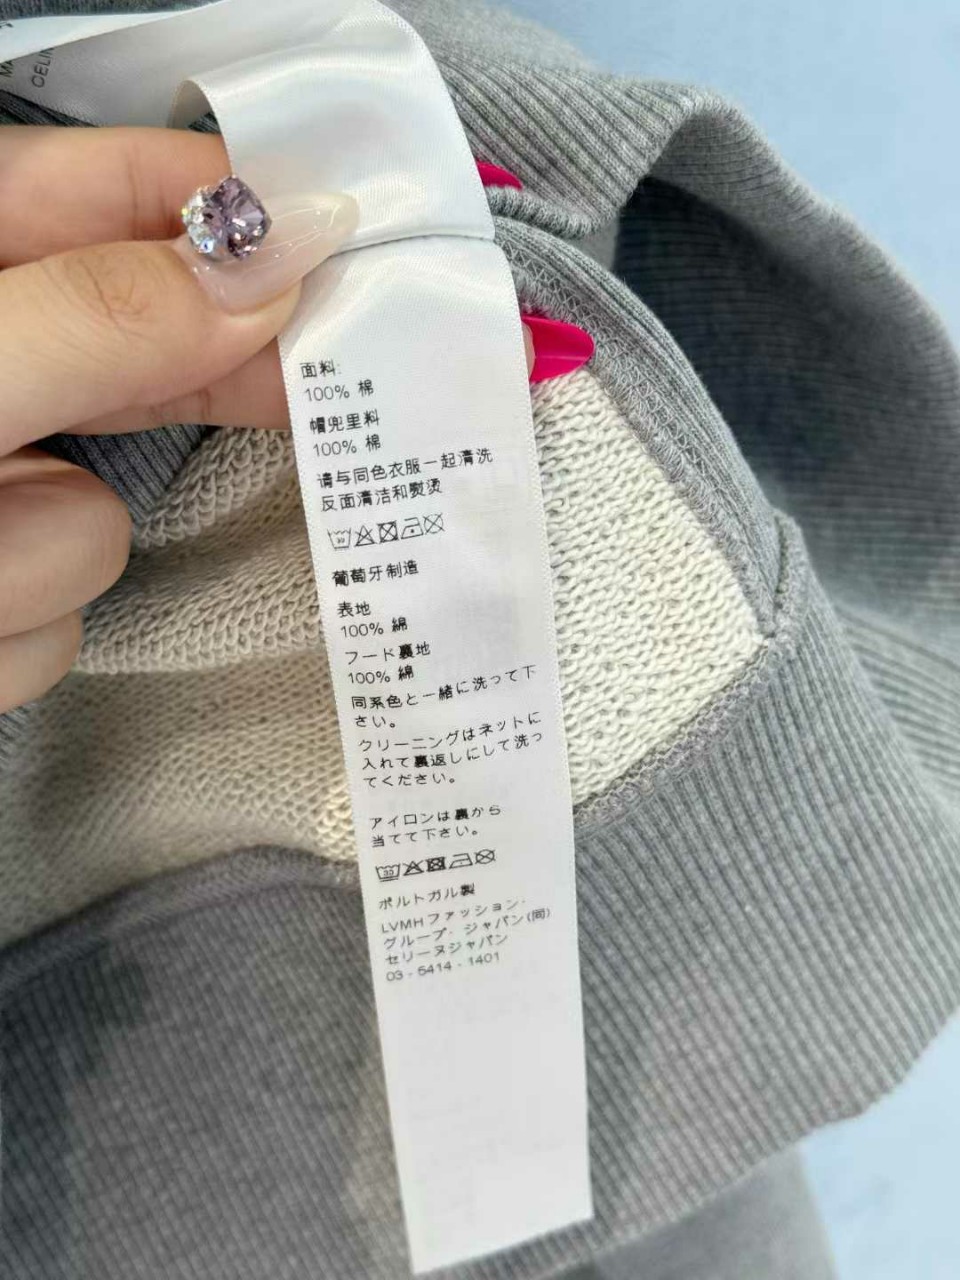 面料:
100% 棉
帽兜里料
100% 棉
请与同色衣服一起清洗
反面清洁和熨烫
葡萄牙制造
表地
100% 綿
フード裏地
100% 綿
同系色と一緒に洗って下
さい。
クリーニングはネットに
入れて裏返しにして洗っ
てください。
アイロンは裏から
当てて下さい。
ポルトガル製
LVMHファッション·
グループ· ジャパン(同)
セリーヌジャパン
03 - 5414 - 1401